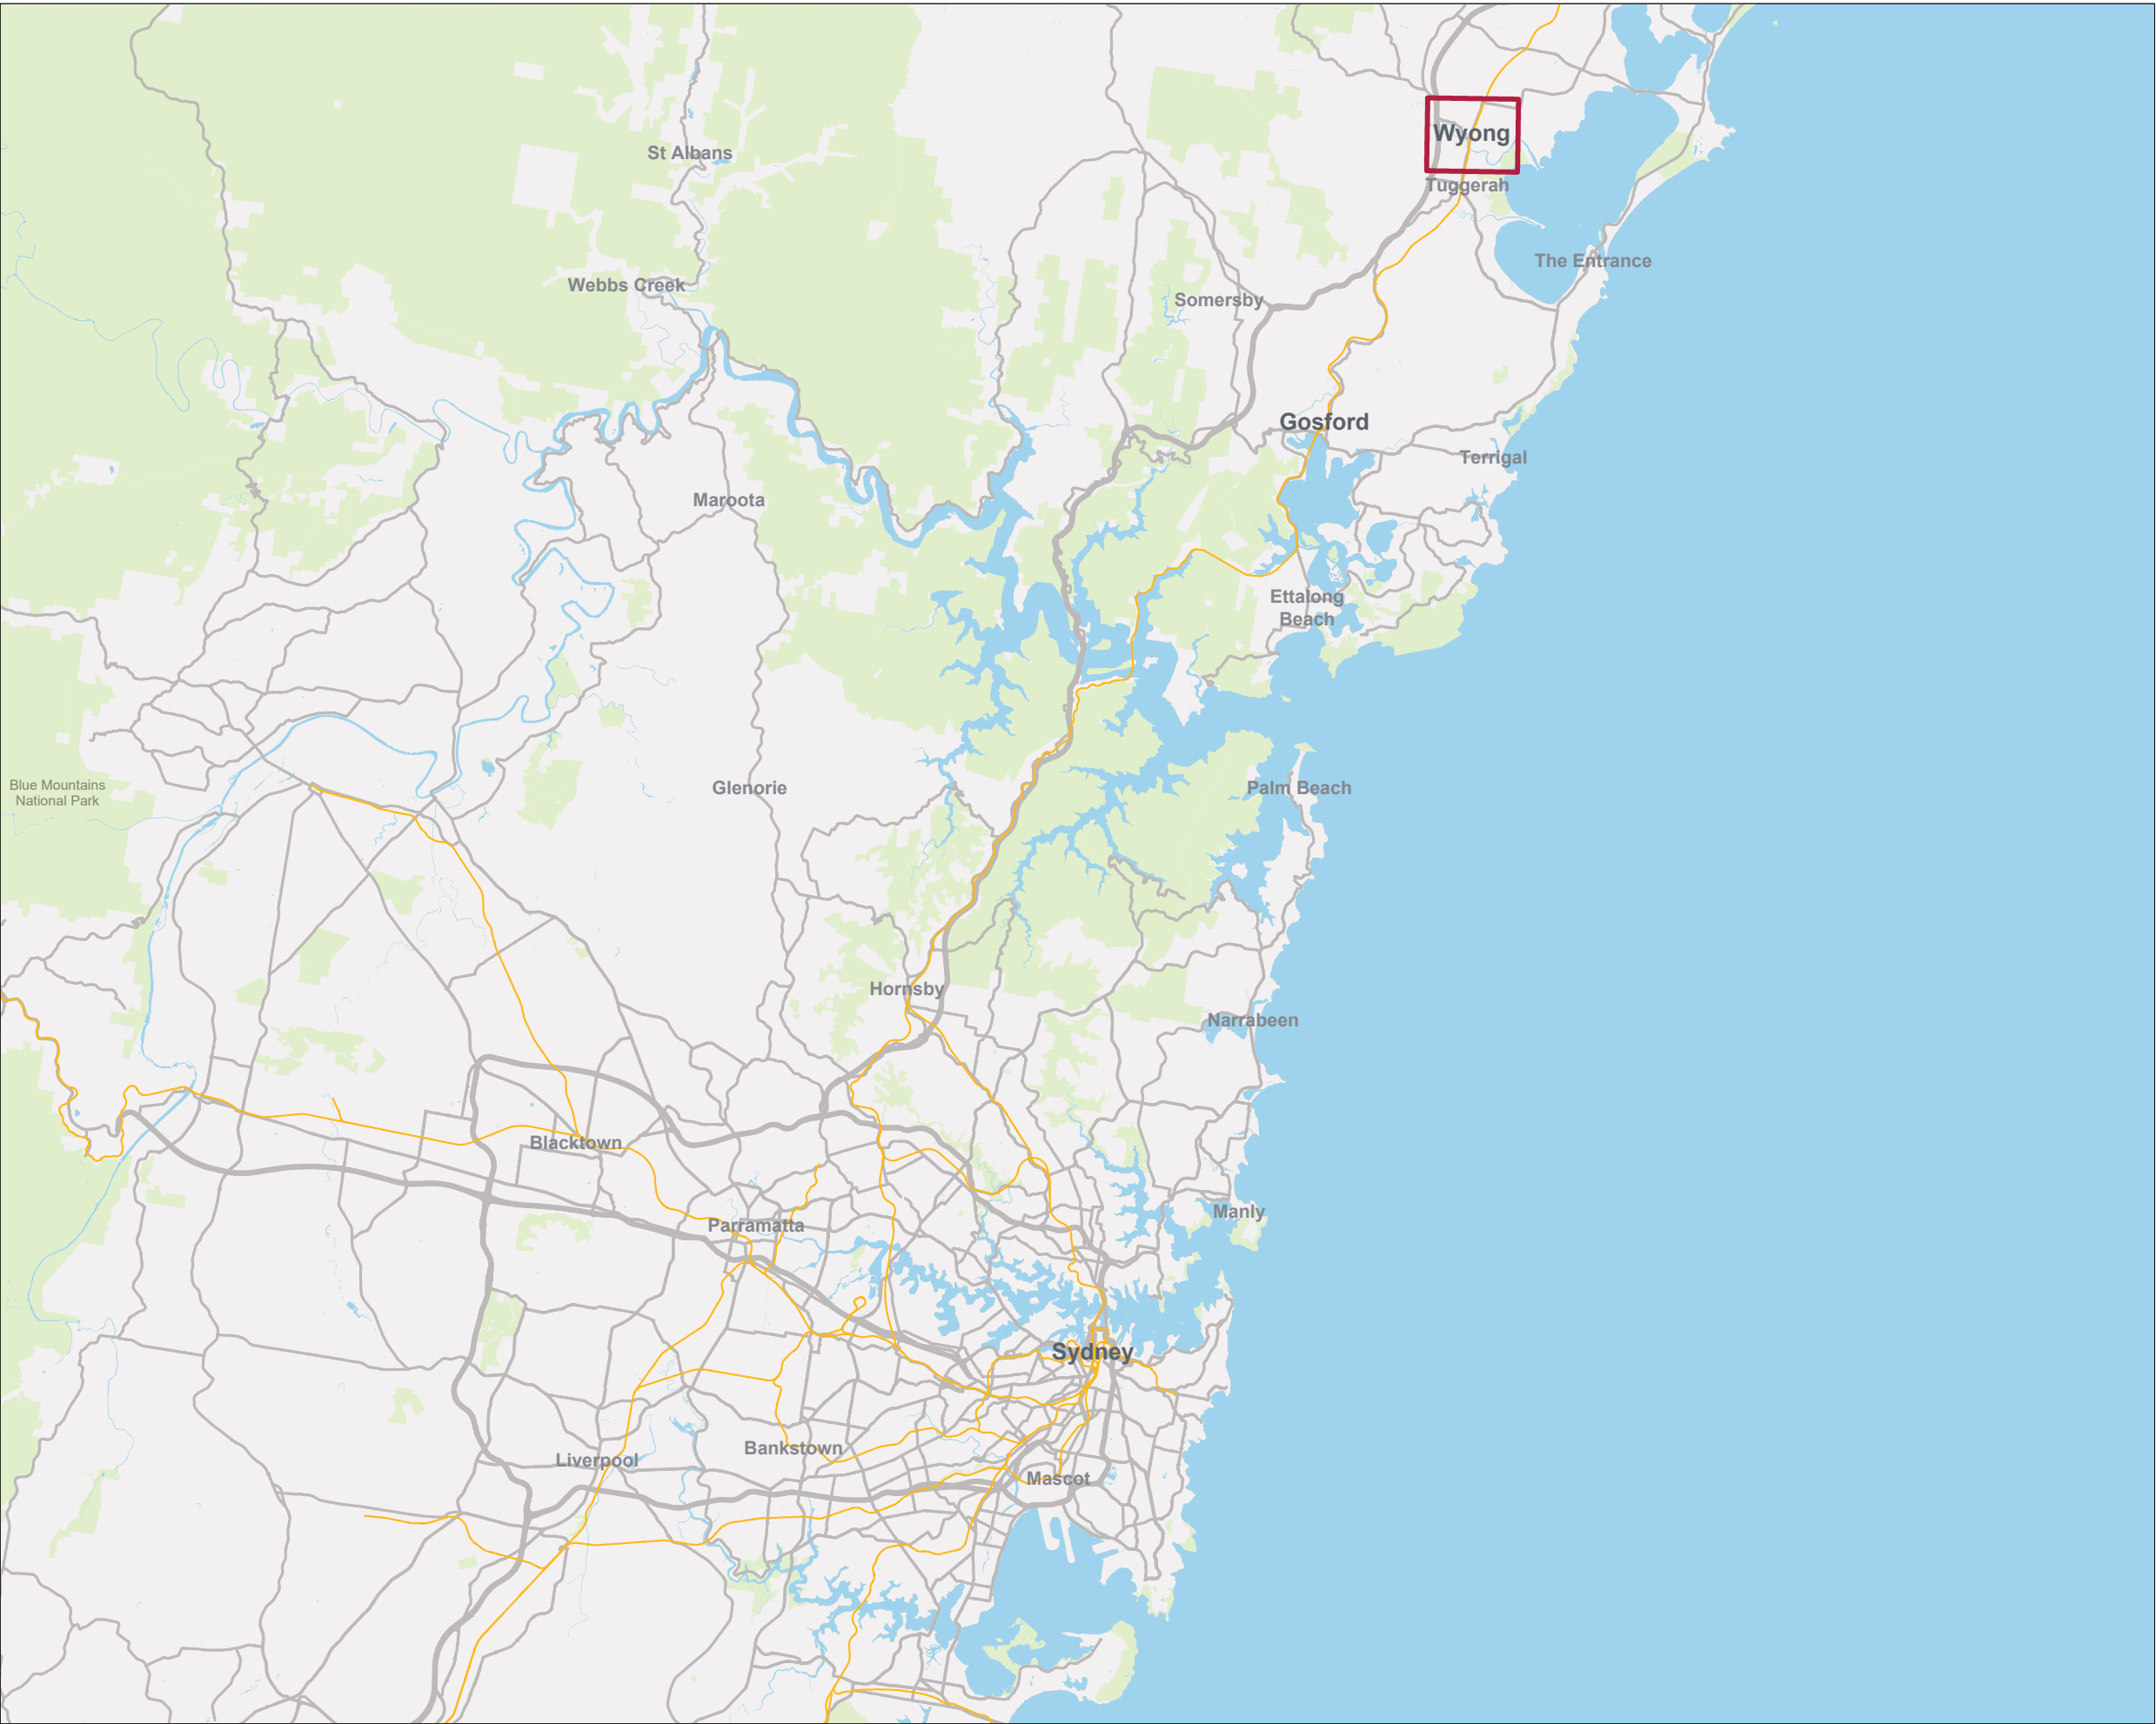 Wyong
St Albans
Tuggerah
The Entrance
Webbs Creek
Somersby
Gosford
Terrigal
Maroota
Ettalong
Beach
Blue Mountains
National Park
Glenorie
Palm Beach
Hornsby
Narrabeen
Blacktown
Manly
Parramatta
Sydney
Bankstown
Liverpool
Mascot